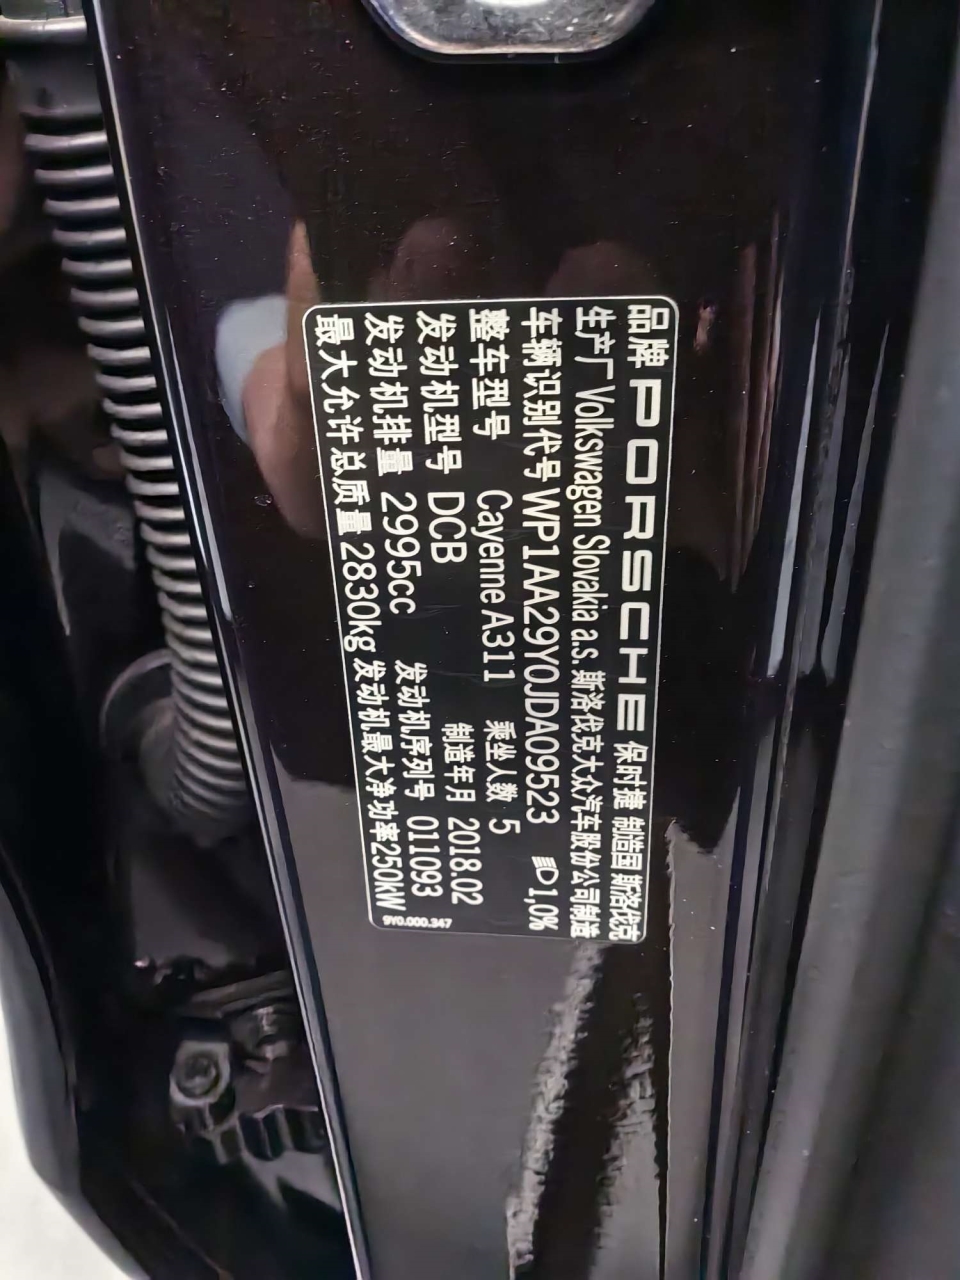 品牌 PORSCHE 保时捷 制造国 斯洛伐克
生产厂 Volkswagen Slovakia a.s. 斯洛伐克大众汽车股份公司制造
车辆识别代号 WP1AA29Y0JDA09523 1,0%
整车型号 Cayenne A311 乘坐人数 5
发动机型号 DCB 制造年月 2018.02
发动机排量 2995cc 发动机序列号 011093
最大允许总质量 2830kg 发动机最大净功率250kW
9Y0.000.347